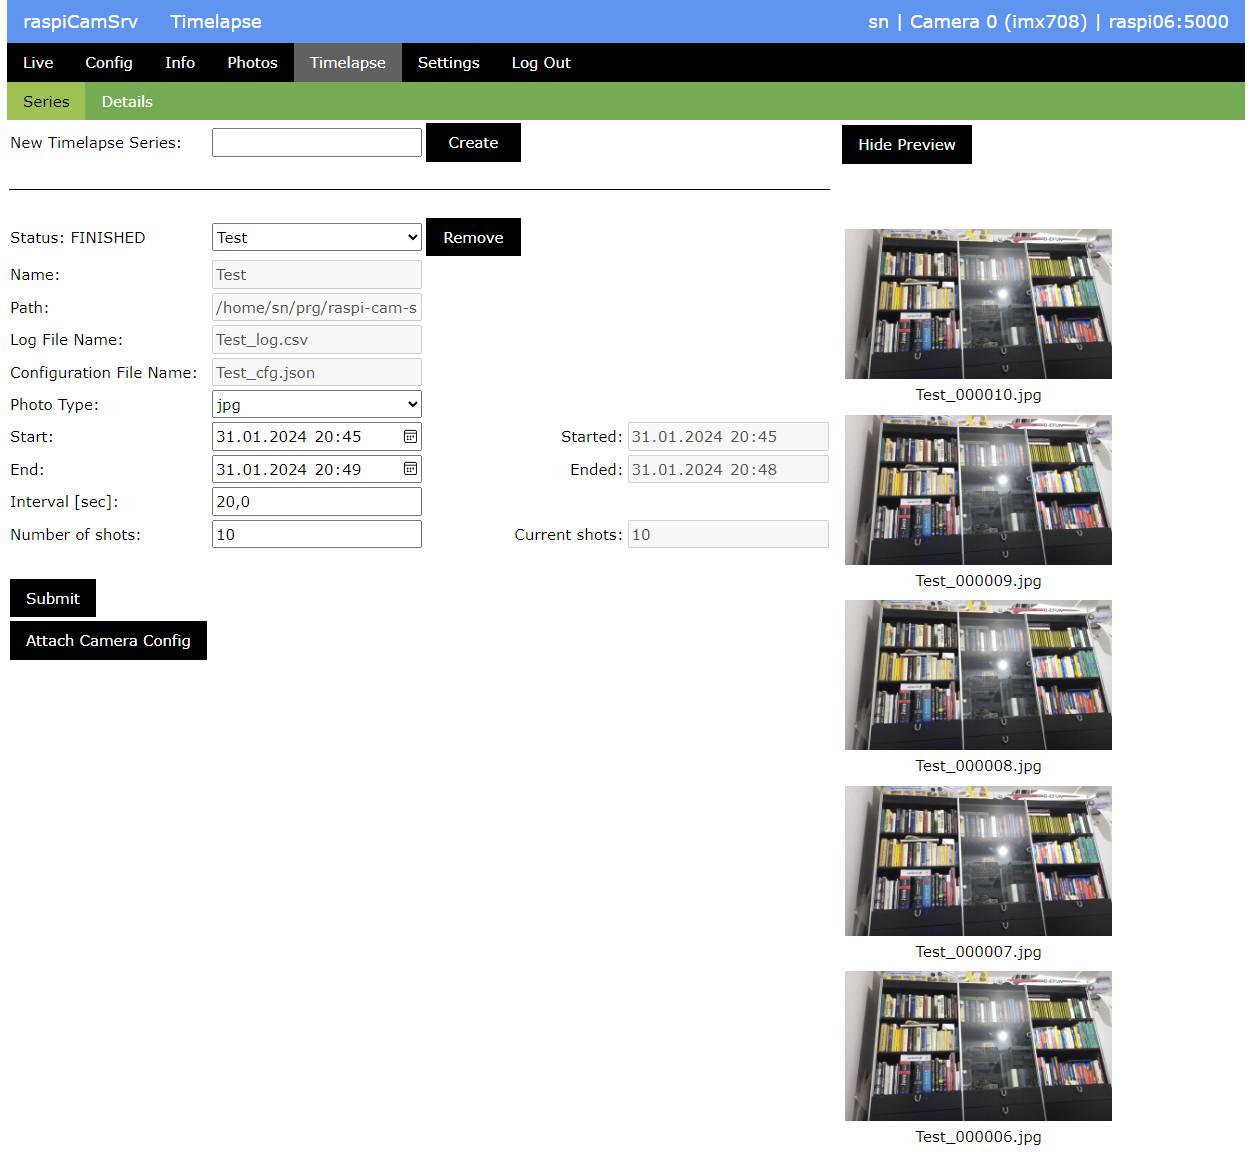 raspiCamSrv Timelapse sn | Camera 0 (imx708) | raspi06:5000
Live Config Info Photos Timelapse Settings Log Out
Series Details
New Timelapse Series: Create Hide Preview
Status: FINISHED Test Remove
Name: Test
Path: /home/sn/prg/raspi-cam-s
Log File Name: Test_log.csv
Configuration File Name: Test_cfg.json
Photo Type: jpg
Start: 31.01.2024 20:45 Started: 31.01.2024 20:45
End: 31.01.2024 20:49 Ended: 31.01.2024 20:48
Interval [sec]: 20,0
Number of shots: 10 Current shots: 10
Submit
Attach Camera Config
Test_000010.jpg
Test_000009.jpg
Test_000008.jpg
Test_000007.jpg
Test_000006.jpg